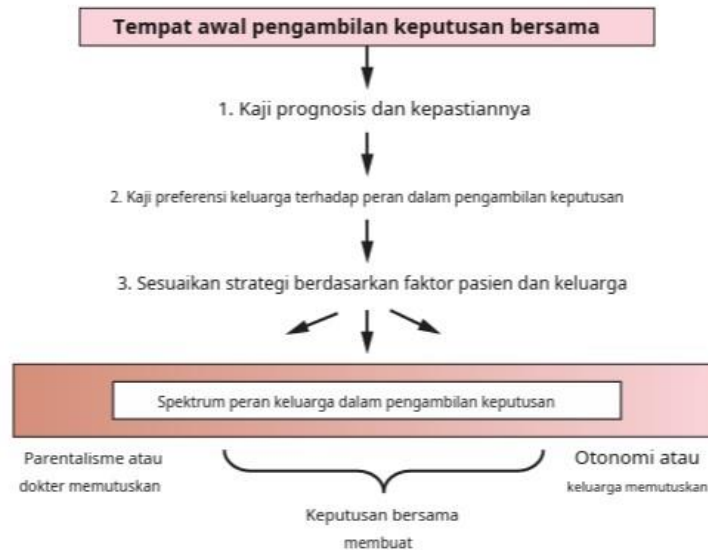 Tempat awal pengambilan keputusan bersama
1. Kaji prognosis dan kepastiannya
2. Kaji preferensi keluarga terhadap peran dalam pengambilan keputusan
3. Sesuaikan strategi berdasarkan faktor pasien dan keluarga
Spektrum peran keluarga dalam pengambilan keputusan
Parentalisme atau
dokter memutuskan
Keputusan bersama
membuat
Otonomi atau
keluarga memutuskan